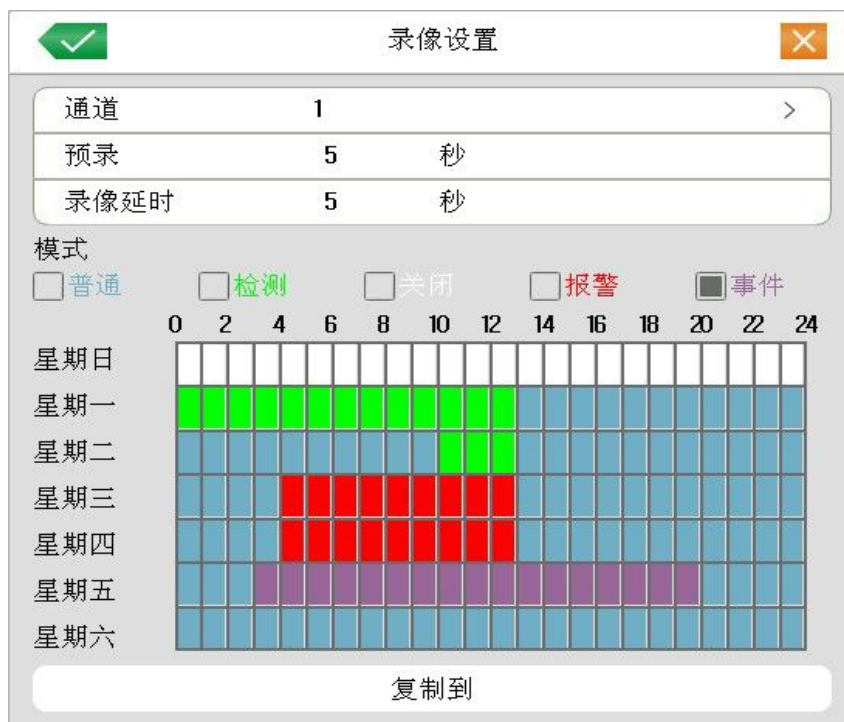 录像设置
通道 1 >
预录 5 秒
录像延时 5 秒
模式
普通 检测 关闭 报警 事件
0 2 4 6 8 10 12 14 16 18 20 22 24
星期日
星期一
星期二
星期三
星期四
星期五
星期六
复制到